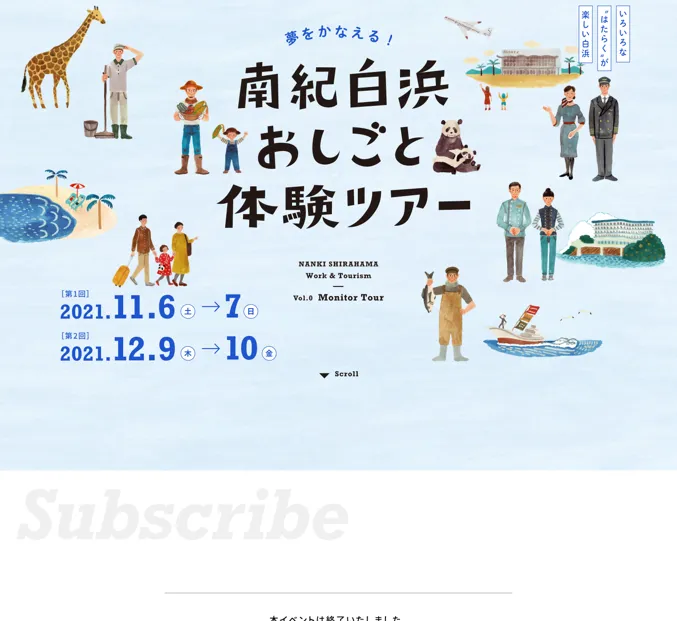 夢をかなえる！
南紀白浜
おしごと
体験ツアー
いろいろな
“はたらく”が
楽しい白浜
NANKI SHIRAHAMA
Work & Tourism
Vol.0 Monitor Tour
［第1回］
2021.11.6 土 → 7 日
［第2回］
2021.12.9 木 → 10 金
Scroll
Subscribe
本イベントは終了いたしました